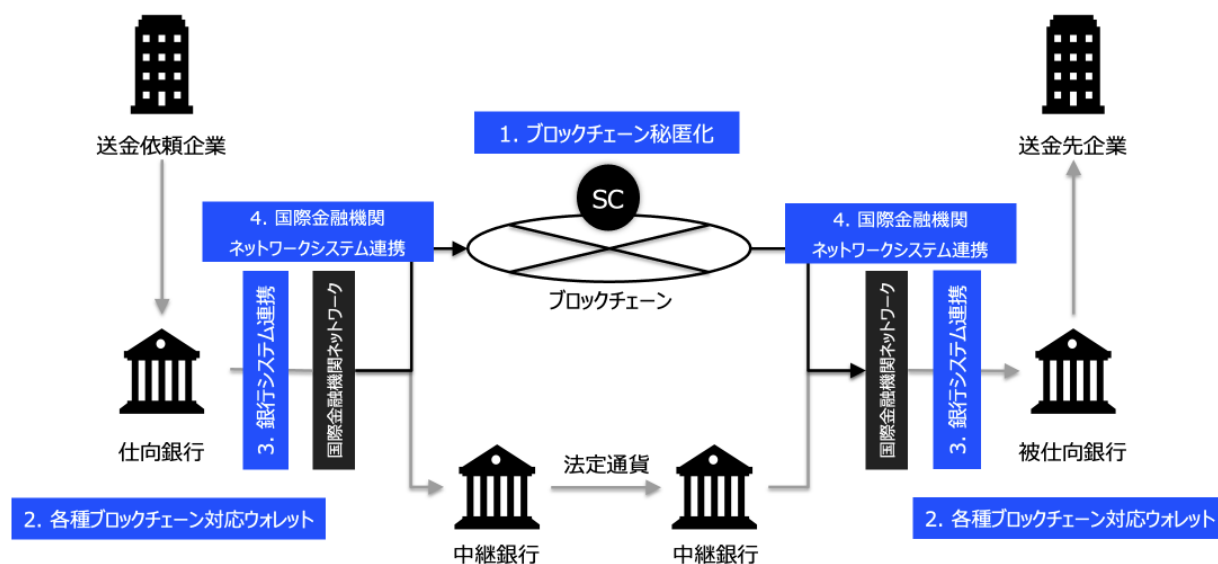 送金依頼企業
送金先企業
1. ブロックチェーン秘匿化
SC
ブロックチェーン
4. 国際金融機関
ネットワークシステム連携
4. 国際金融機関
ネットワークシステム連携
3. 銀行システム連携
国際金融機関ネットワーク
国際金融機関ネットワーク
3. 銀行システム連携
仕向銀行
被仕向銀行
法定通貨
2. 各種ブロックチェーン対応ウォレット
2. 各種ブロックチェーン対応ウォレット
中継銀行
中継銀行